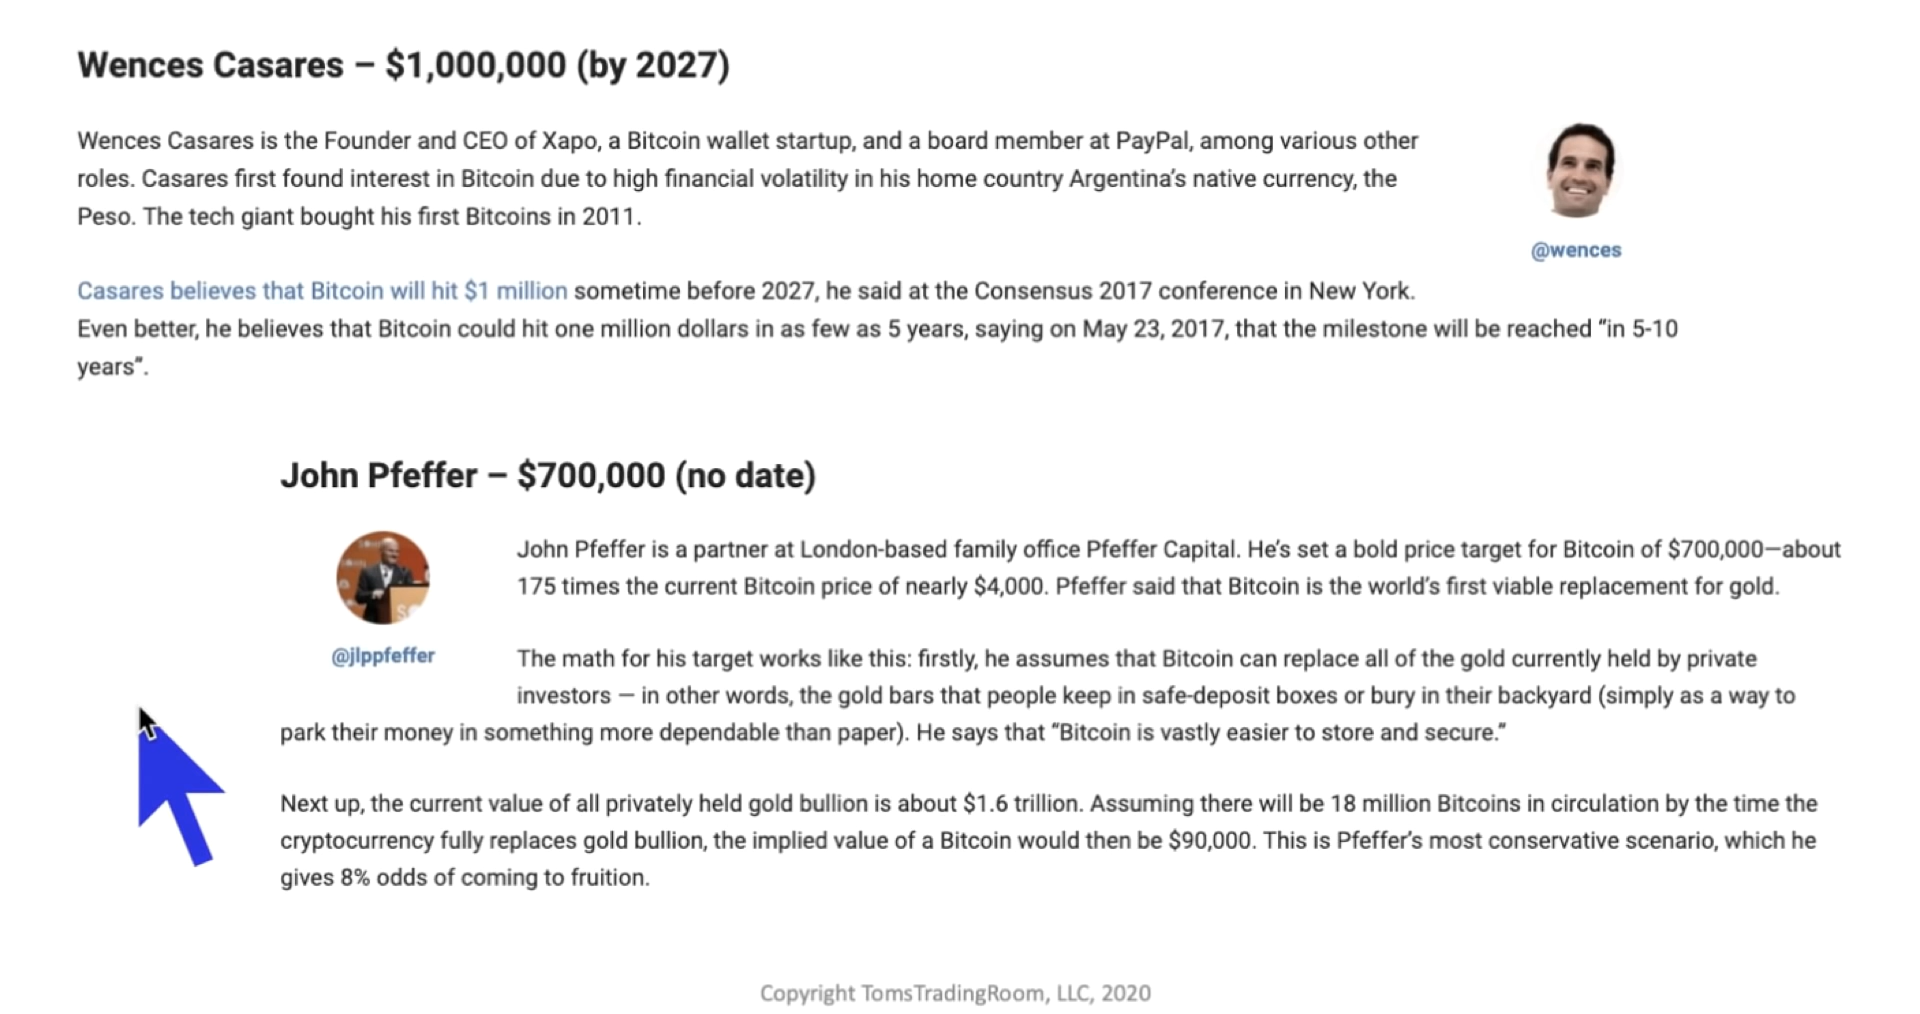 Wences Casares – $1,000,000 (by 2027)
Wences Casares is the Founder and CEO of Xapo, a Bitcoin wallet startup, and a board member at PayPal, among various other
roles. Casares first found interest in Bitcoin due to high financial volatility in his home country Argentina's native currency, the
Peso. The tech giant bought his first Bitcoins in 2011.
@wences
Casares believes that Bitcoin will hit $1 million sometime before 2027, he said at the Consensus 2017 conference in New York.
Even better, he believes that Bitcoin could hit one million dollars in as few as 5 years, saying on May 23, 2017, that the milestone will be reached "in 5-10
years".
John Pfeffer – $700,000 (no date)
John Pfeffer is a partner at London-based family office Pfeffer Capital. He's set a bold price target for Bitcoin of $700,000—about
175 times the current Bitcoin price of nearly $4,000. Pfeffer said that Bitcoin is the world's first viable replacement for gold.
@jlppfeffer
The math for his target works like this: firstly, he assumes that Bitcoin can replace all of the gold currently held by private
investors — in other words, the gold bars that people keep in safe-deposit boxes or bury in their backyard (simply as a way to
park their money in something more dependable than paper). He says that "Bitcoin is vastly easier to store and secure."
Next up, the current value of all privately held gold bullion is about $1.6 trillion. Assuming there will be 18 million Bitcoins in circulation by the time the
cryptocurrency fully replaces gold bullion, the implied value of a Bitcoin would then be $90,000. This is Pfeffer's most conservative scenario, which he
gives 8% odds of coming to fruition.
Copyright TomsTradingRoom, LLC, 2020